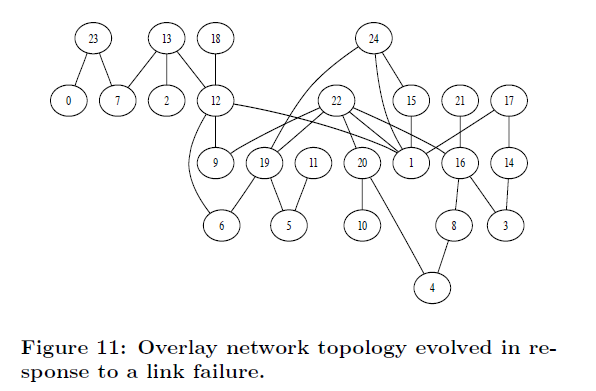 23 13 18 24
0 7 2 12 22 15 21 17
9 19 11 20 1 16 14
6 5 10 8 3
4
Figure 11: Overlay network topology evolved in re-
sponse to a link failure.